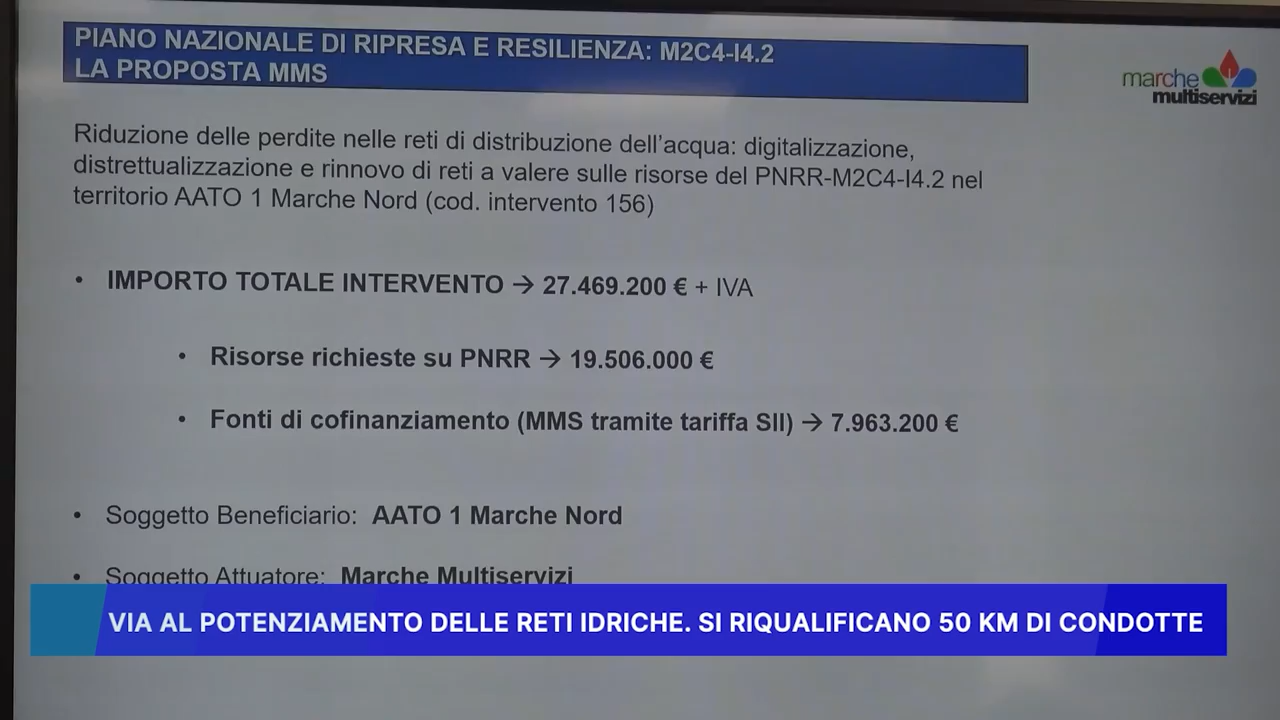 PIANO NAZIONALE DI RIPRESA E RESILIENZA: M2C4-I4.2
LA PROPOSTA MMS
marche
multiservizi
Riduzione delle perdite nelle reti di distribuzione dell'acqua: digitalizzazione,
distrettualizzazione e rinnovo di reti a valere sulle risorse del PNRR-M2C4-I4.2 nel
territorio AATO 1 Marche Nord (cod. intervento 156)
• IMPORTO TOTALE INTERVENTO → 27.469.200 € + IVA
• Risorse richieste su PNRR → 19.506.000 €
• Fonti di cofinanziamento (MMS tramite tariffa SII) → 7.963.200 €
• Soggetto Beneficiario: AATO 1 Marche Nord
• Soggetto Attuatore: Marche Multiservizi
VIA AL POTENZIAMENTO DELLE RETI IDRICHE. SI RIQUALIFICANO 50 KM DI CONDOTTE